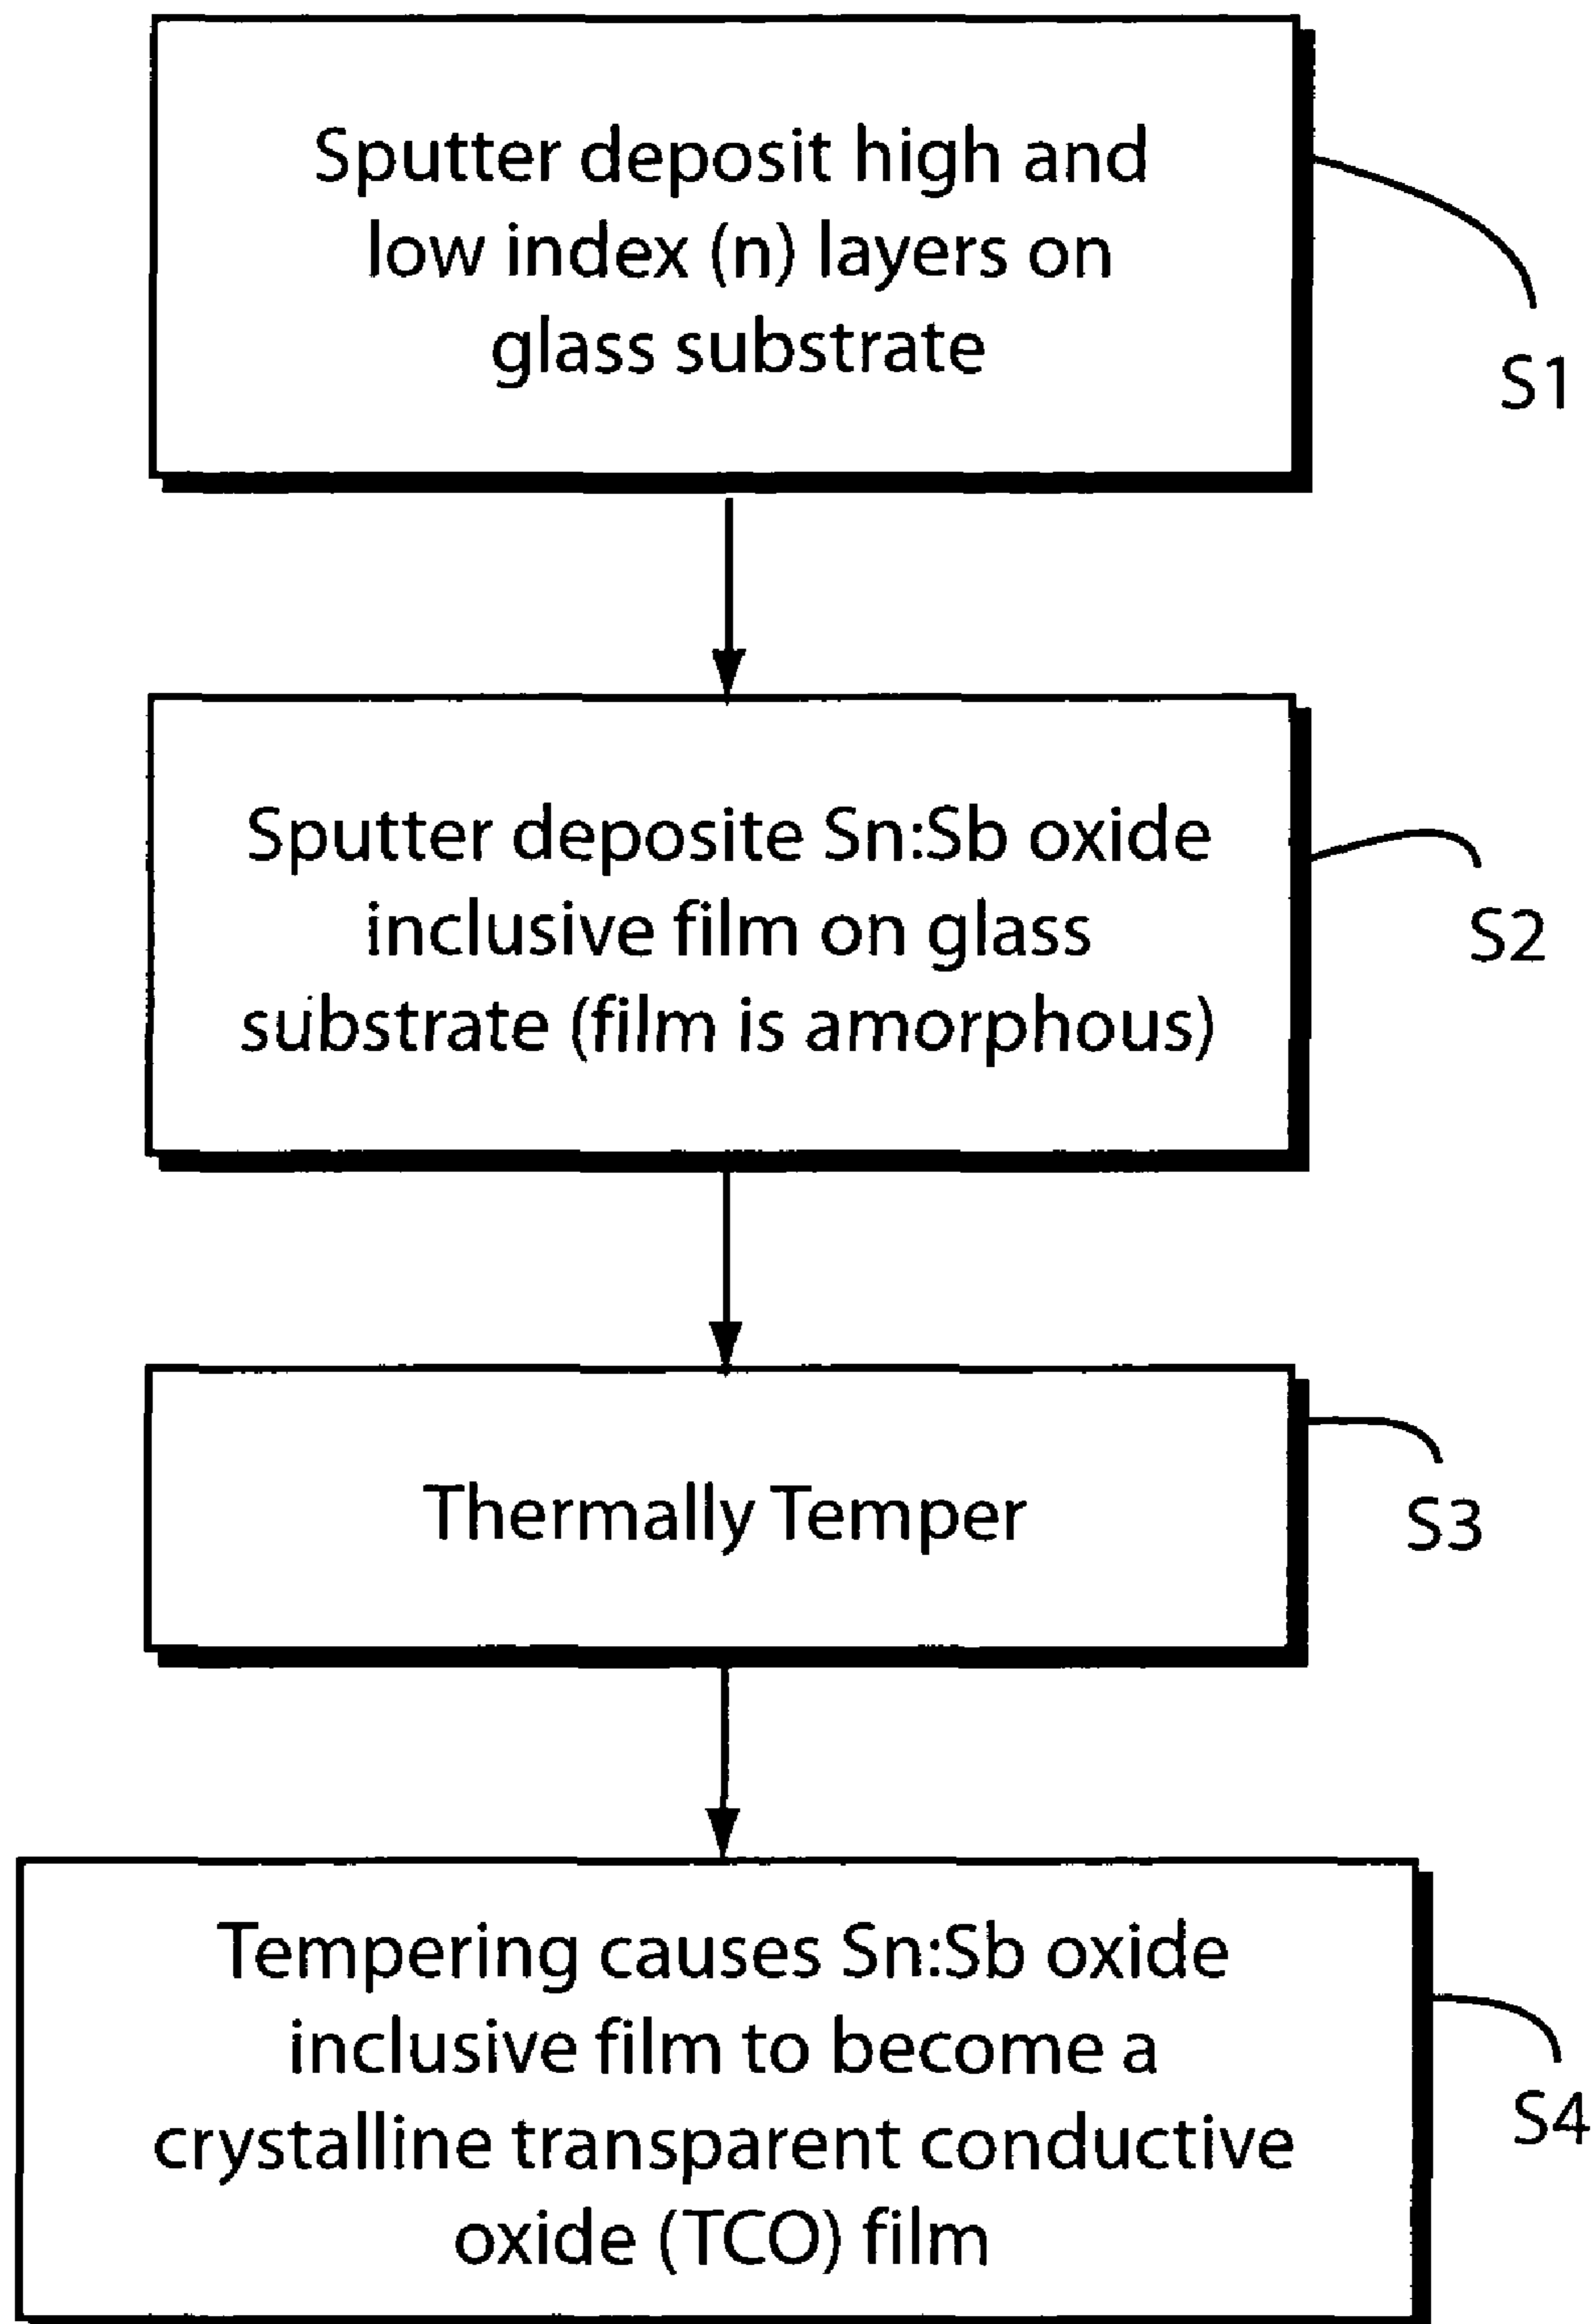 Sputter deposit high and
low index (n) layers on
glass substrate
S1
Sputter deposite Sn:Sb oxide
inclusive film on glass
substrate (film is amorphous)
S2
Thermally Temper
S3
Tempering causes Sn:Sb oxide
inclusive film to become a
crystalline transparent conductive
oxide (TCO) film
S4